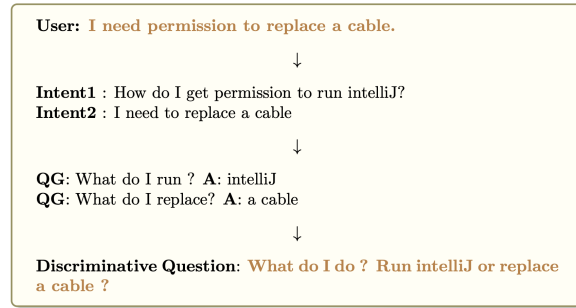 User: I need permission to replace a cable.
↓
Intent1 : How do I get permission to run intelliJ?
Intent2 : I need to replace a cable
↓
QG: What do I run ? A: intelliJ
QG: What do I replace? A: a cable
↓
Discriminative Question: What do I do ? Run intelliJ or replace
a cable ?